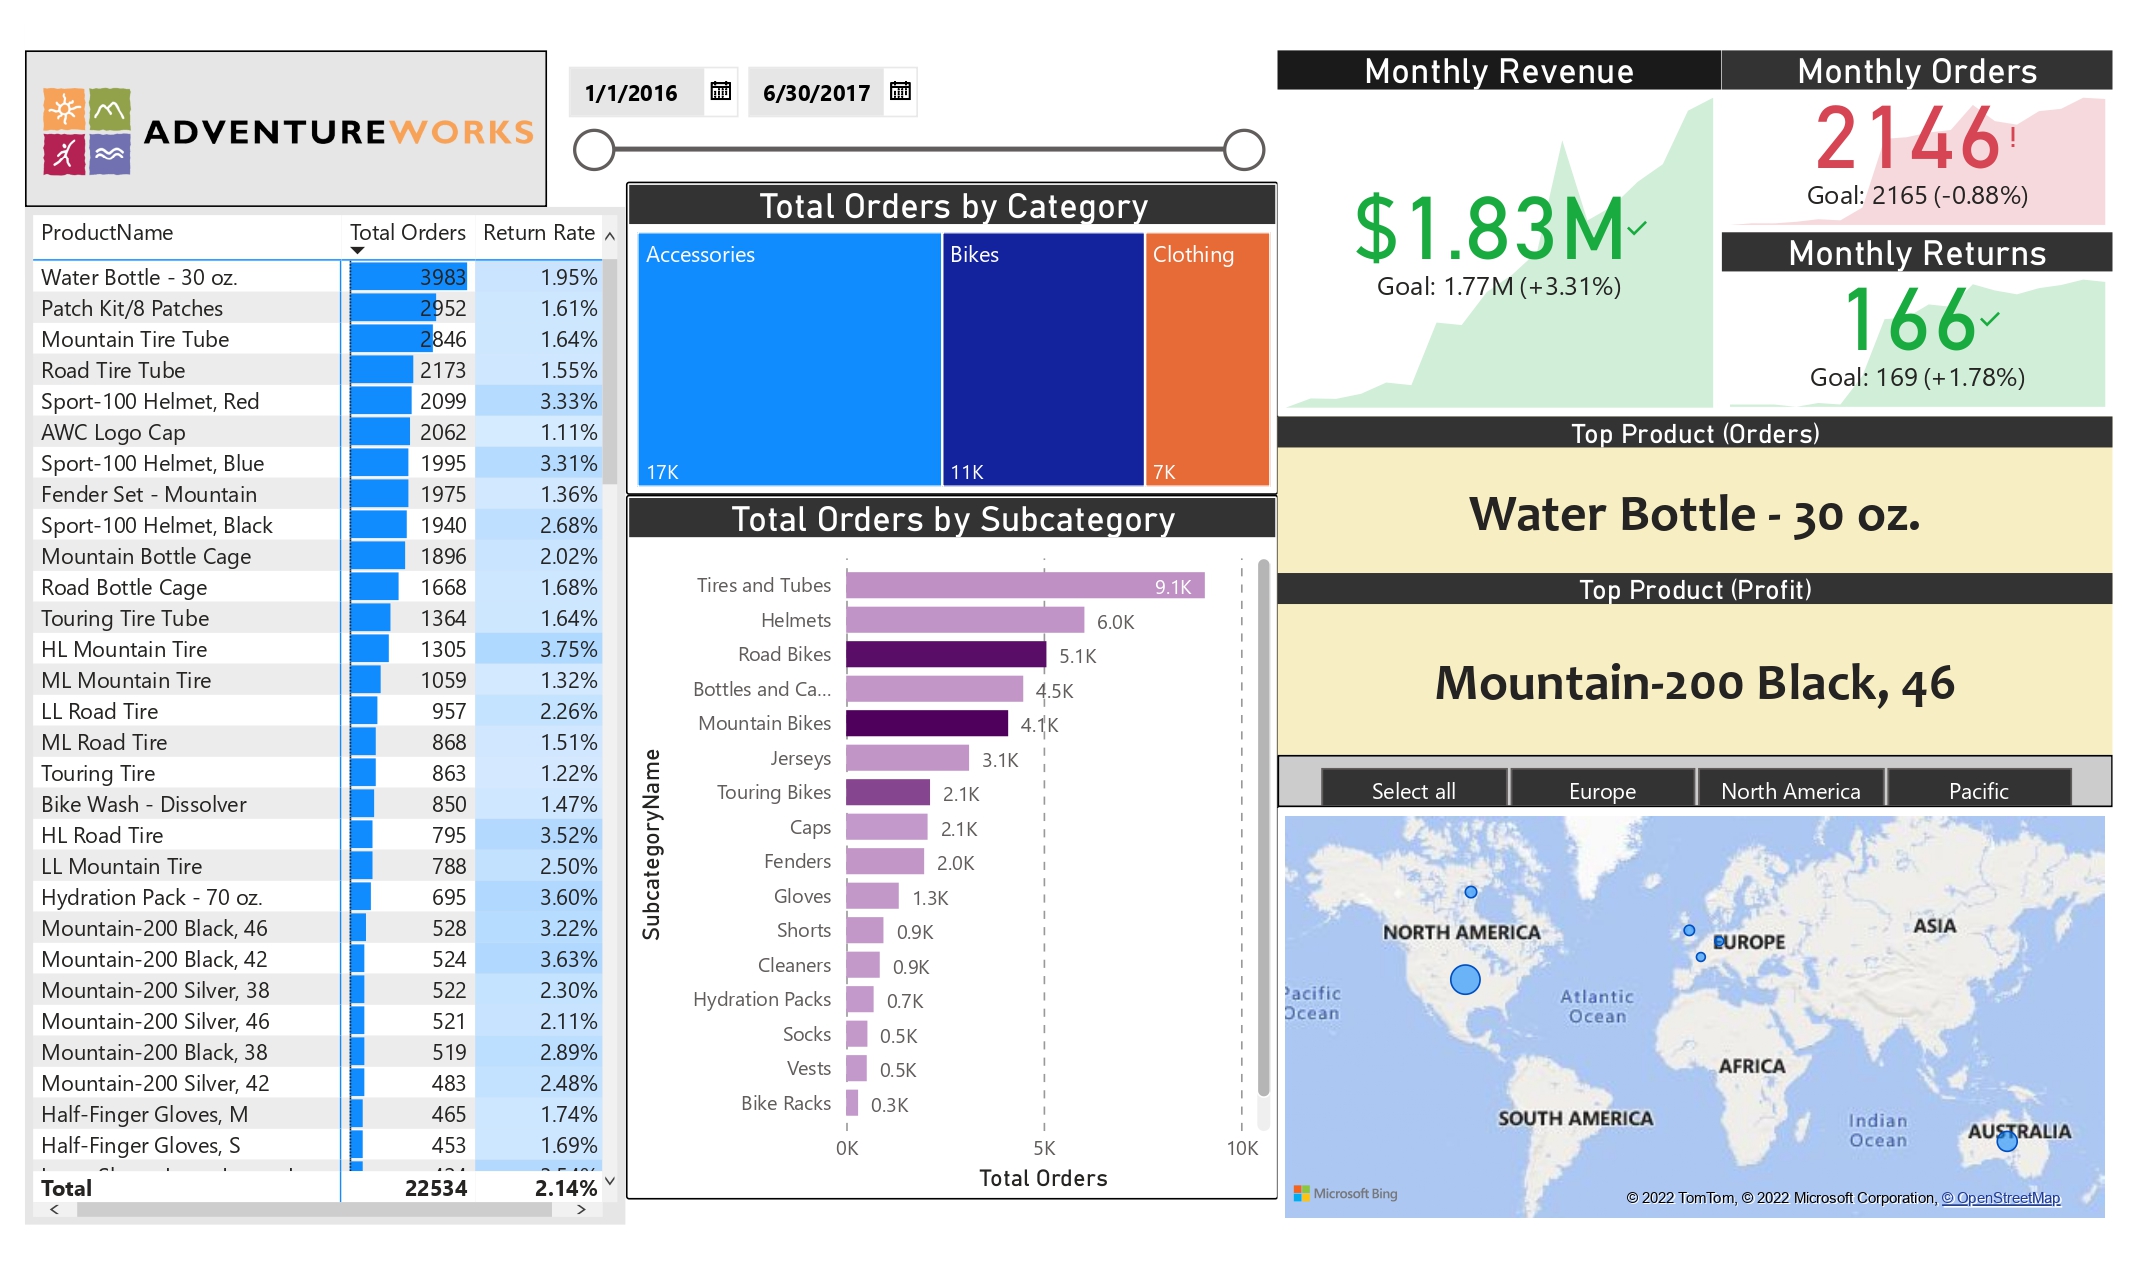 ADVENTUREWORKS
1/1/2016
6/30/2017
ProductName Total Orders Return Rate
Water Bottle - 30 oz. 3983 1.95%
Patch Kit/8 Patches 2952 1.61%
Mountain Tire Tube 2846 1.64%
Road Tire Tube 2173 1.55%
Sport-100 Helmet, Red 2099 3.33%
AWC Logo Cap 2062 1.11%
Sport-100 Helmet, Blue 1995 3.31%
Fender Set - Mountain 1975 1.36%
Sport-100 Helmet, Black 1940 2.68%
Mountain Bottle Cage 1896 2.02%
Road Bottle Cage 1668 1.68%
Touring Tire Tube 1364 1.64%
HL Mountain Tire 1305 3.75%
ML Mountain Tire 1059 1.32%
LL Road Tire 957 2.26%
ML Road Tire 868 1.51%
Touring Tire 863 1.22%
Bike Wash - Dissolver 850 1.47%
HL Road Tire 795 3.52%
LL Mountain Tire 788 2.50%
Hydration Pack - 70 oz. 695 3.60%
Mountain-200 Black, 46 528 3.22%
Mountain-200 Black, 42 524 3.63%
Mountain-200 Silver, 38 522 2.30%
Mountain-200 Silver, 46 521 2.11%
Mountain-200 Black, 38 519 2.89%
Mountain-200 Silver, 42 483 2.48%
Half-Finger Gloves, M 465 1.74%
Half-Finger Gloves, S 453 1.69%
Total 22534 2.14%
Total Orders by Category
Accessories
17K
Bikes
11K
Clothing
7K
Total Orders by Subcategory
SubcategoryName
Tires and Tubes 9.1K
Helmets 6.0K
Road Bikes 5.1K
Bottles and Ca... 4.5K
Mountain Bikes 4.1K
Jerseys 3.1K
Touring Bikes 2.1K
Caps 2.1K
Fenders 2.0K
Gloves 1.3K
Shorts 0.9K
Cleaners 0.9K
Hydration Packs 0.7K
Socks 0.5K
Vests 0.5K
Bike Racks 0.3K
0K 5K 10K
Total Orders
Monthly Revenue
$1.83M
Goal: 1.77M (+3.31%)
Monthly Orders
2146!
Goal: 2165 (-0.88%)
Monthly Returns
166
Goal: 169 (+1.78%)
Top Product (Orders)
Water Bottle - 30 oz.
Top Product (Profit)
Mountain-200 Black, 46
Select all Europe North America Pacific
NORTH AMERICA
EUROPE
ASIA
Pacific
Ocean
Atlantic
Ocean
AFRICA
SOUTH AMERICA
Indian
Ocean
AUSTRALIA
Microsoft Bing
© 2022 TomTom, © 2022 Microsoft Corporation, © OpenStreetMap